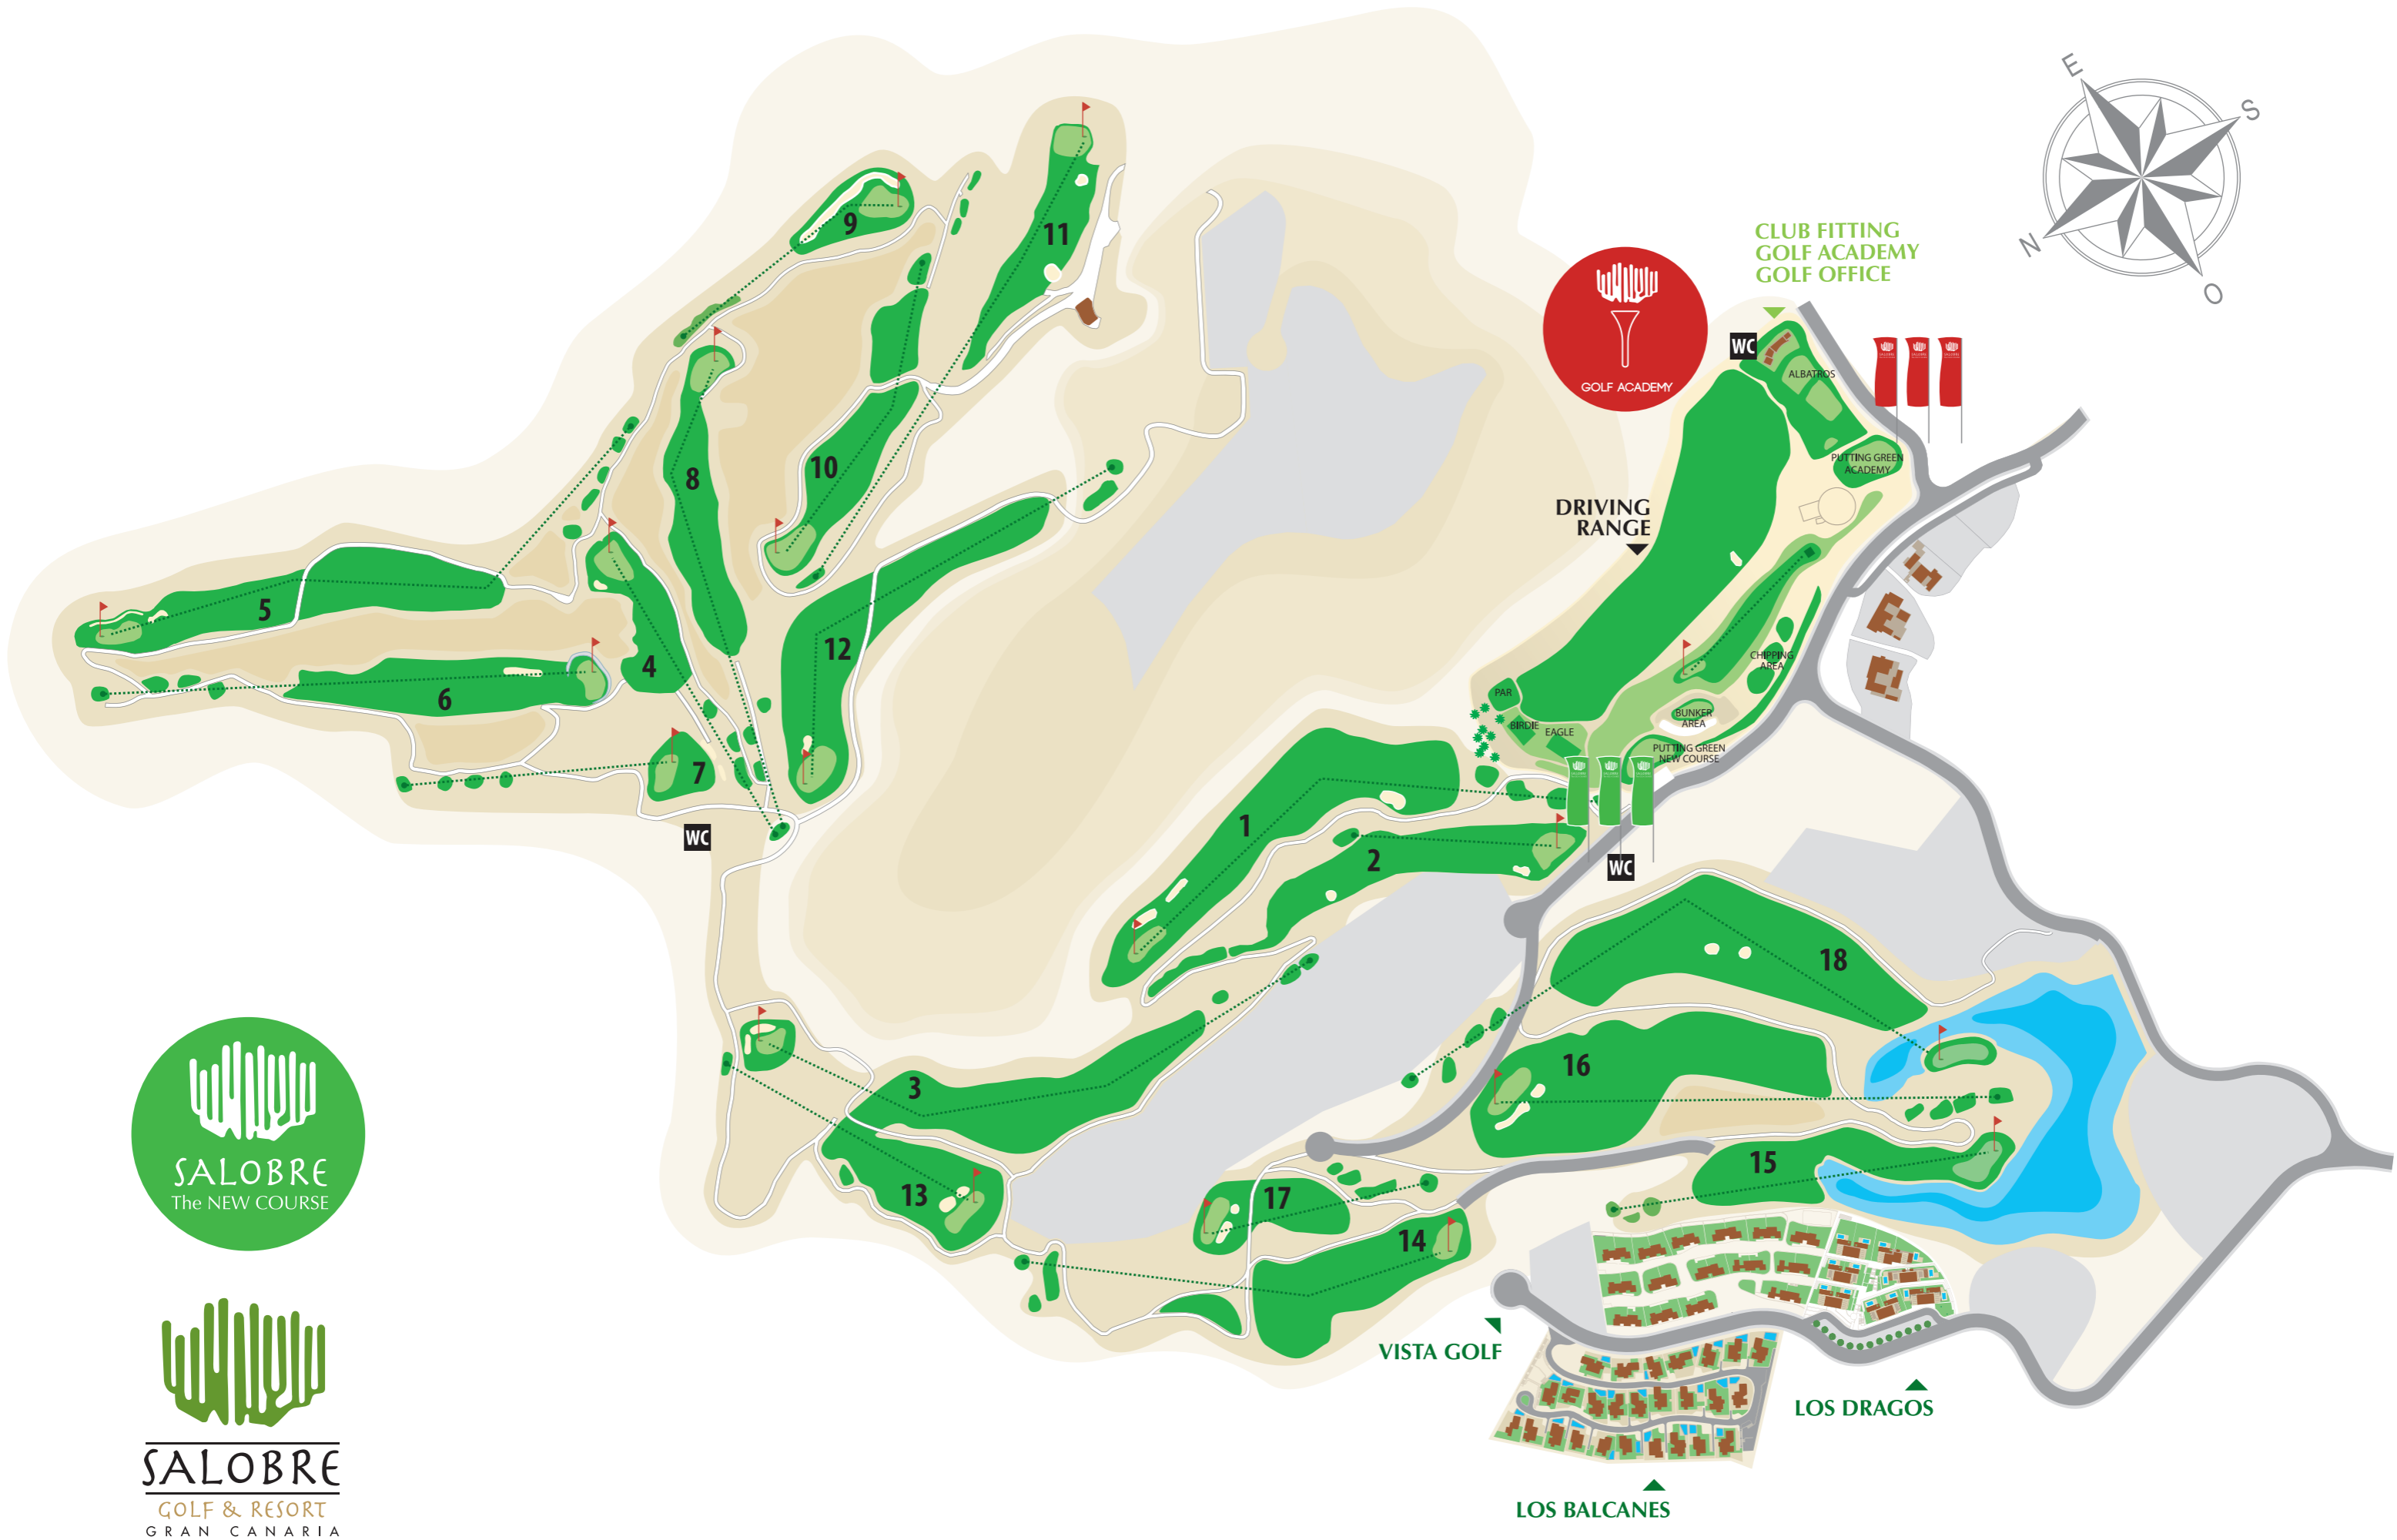 E
S
N
O
CLUB FITTING
GOLF ACADEMY
GOLF OFFICE
GOLF ACADEMY
WC
ALBATROS
PUTTING GREEN
ACADEMY
DRIVING
RANGE
CHIPPING
AREA
PAR
BIRDIE
EAGLE
BUNKER
AREA
PUTTING GREEN
NEW COURSE
WC
WC
9
11
8
10
5
4
12
6
7
1
2
18
3
16
13
17
15
14
VISTA GOLF
LOS DRAGOS
LOS BALCANES
SALOBRE
The NEW COURSE
SALOBRE
GOLF & RESORT
GRAN CANARIA